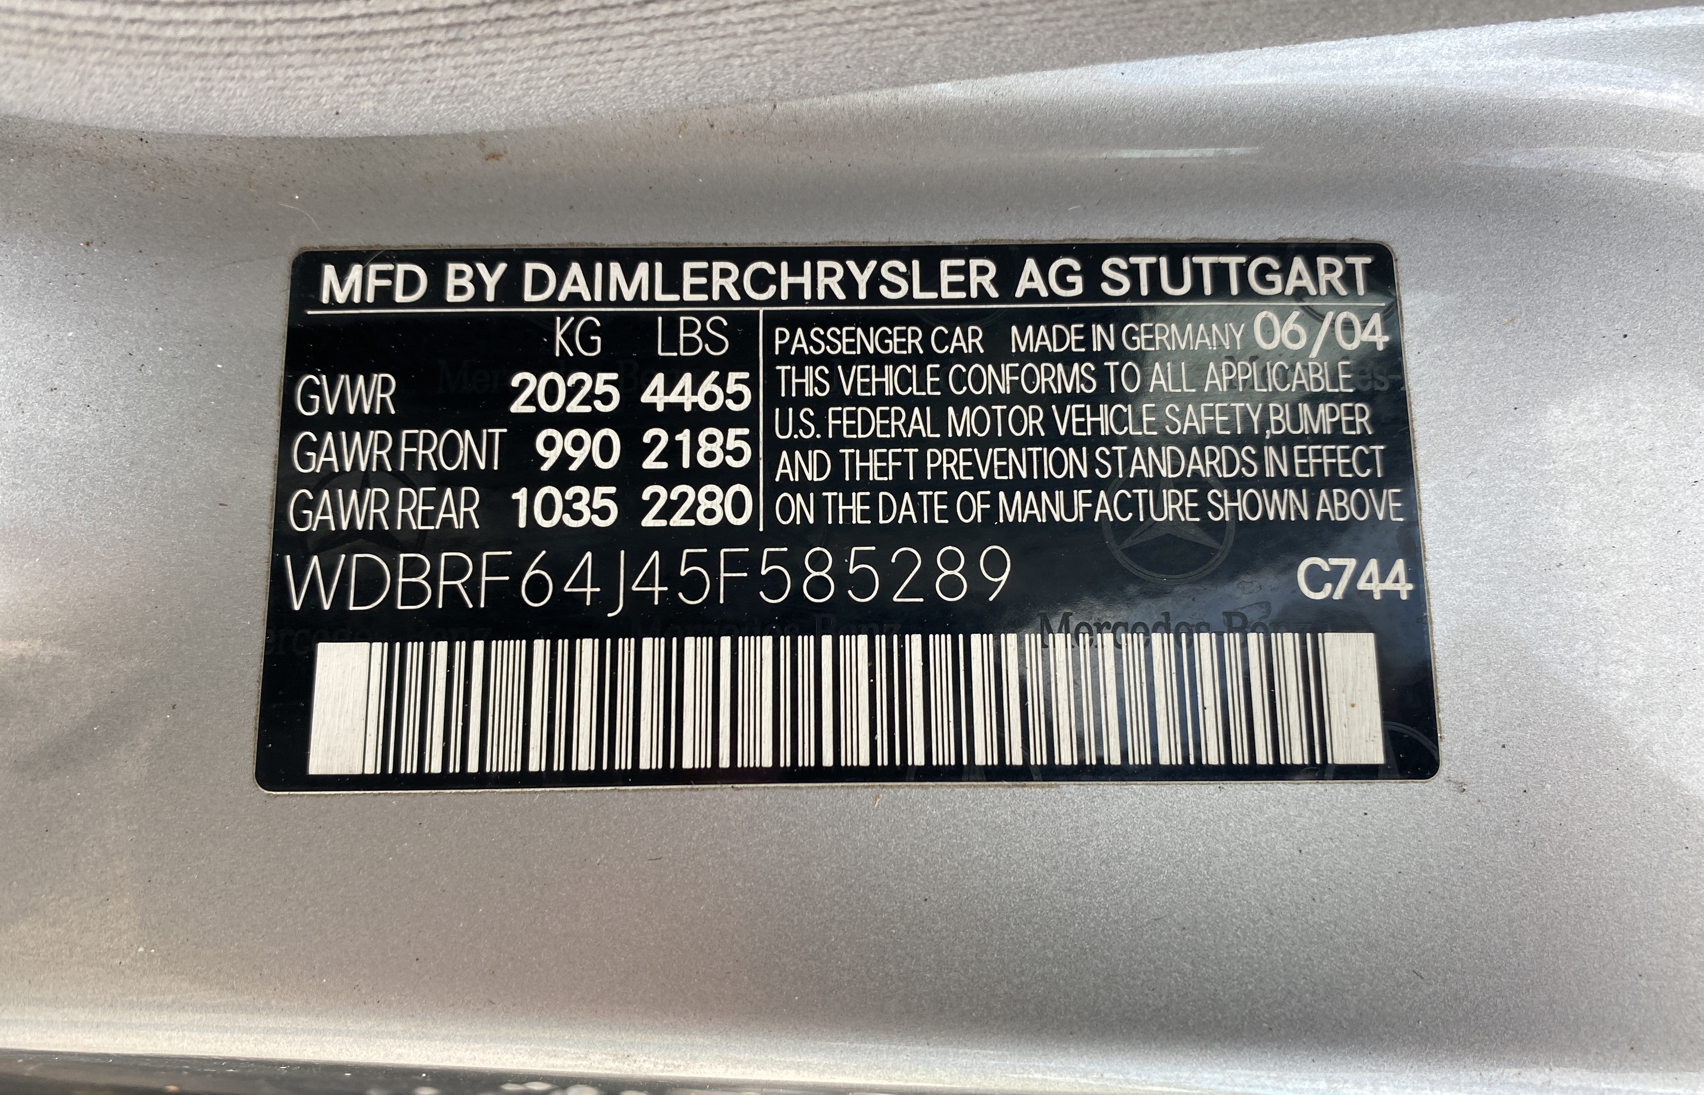 MFD BY DAIMLERCHRYSLER AG STUTTGART
KG LBS
GVWR 2025 4465
GAWR FRONT 990 2185
GAWR REAR 1035 2280
PASSENGER CAR MADE IN GERMANY 06/04
THIS VEHICLE CONFORMS TO ALL APPLICABLE
U.S. FEDERAL MOTOR VEHICLE SAFETY,BUMPER
AND THEFT PREVENTION STANDARDS IN EFFECT
ON THE DATE OF MANUFACTURE SHOWN ABOVE
WDBRF64J45F585289
C744
Mercedes-Benz